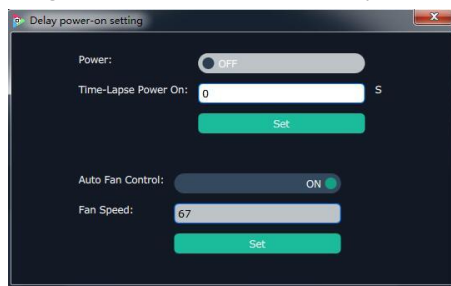 Delay power-on setting
Power: OFF
Time-Lapse Power On: 0 S
Set
Auto Fan Control: ON
Fan Speed: 67
Set